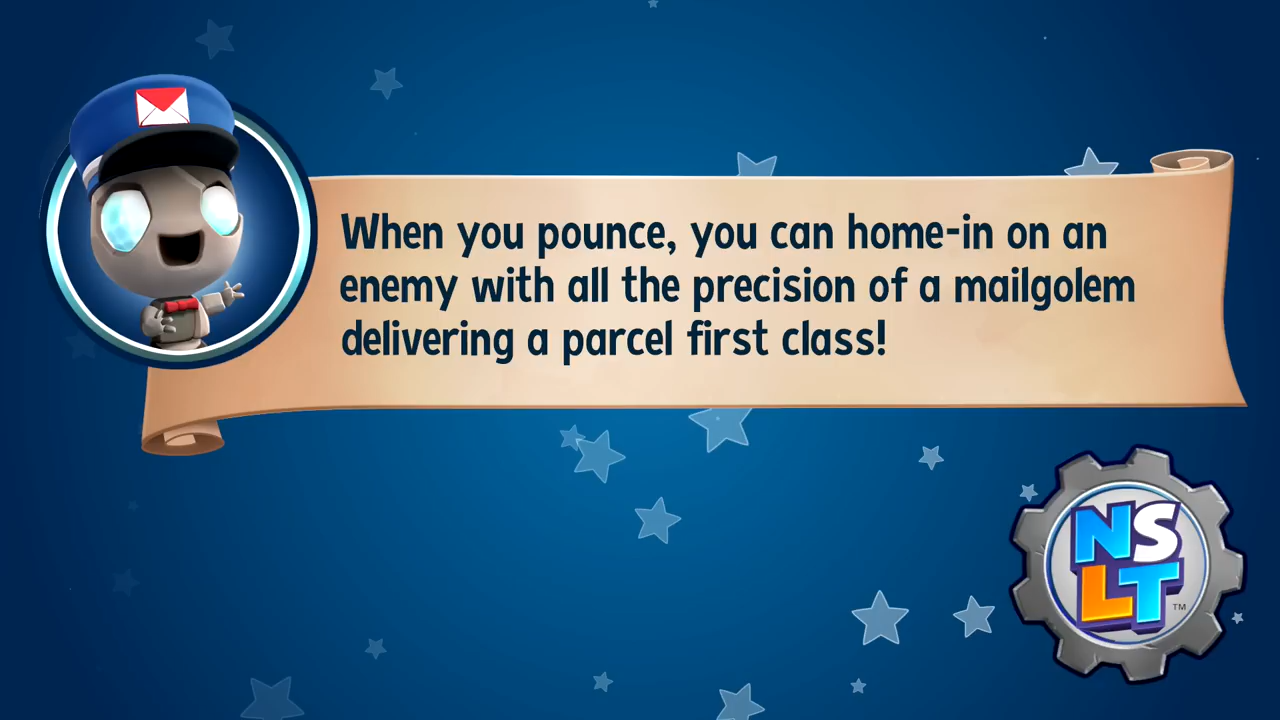 When you pounce, you can home-in on an
enemy with all the precision of a mailgolem
delivering a parcel first class!
NS
LT
TM